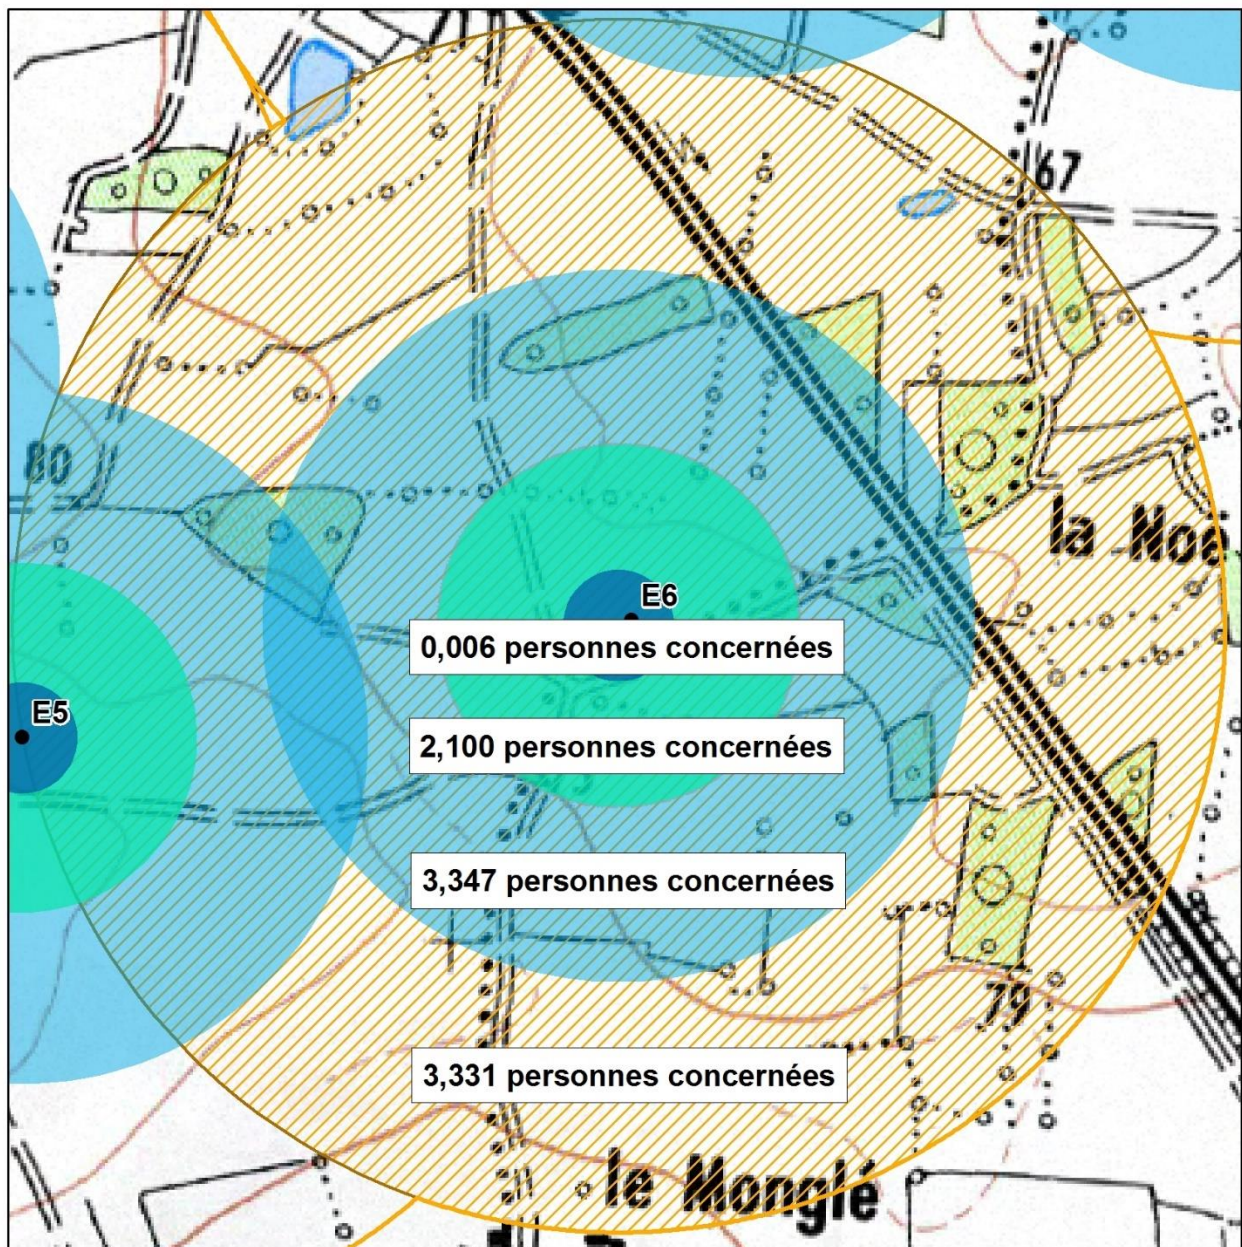 67
80
la Noë
E6
0,006 personnes concernées
E5
2,100 personnes concernées
3,347 personnes concernées
79
3,331 personnes concernées
le Monglé